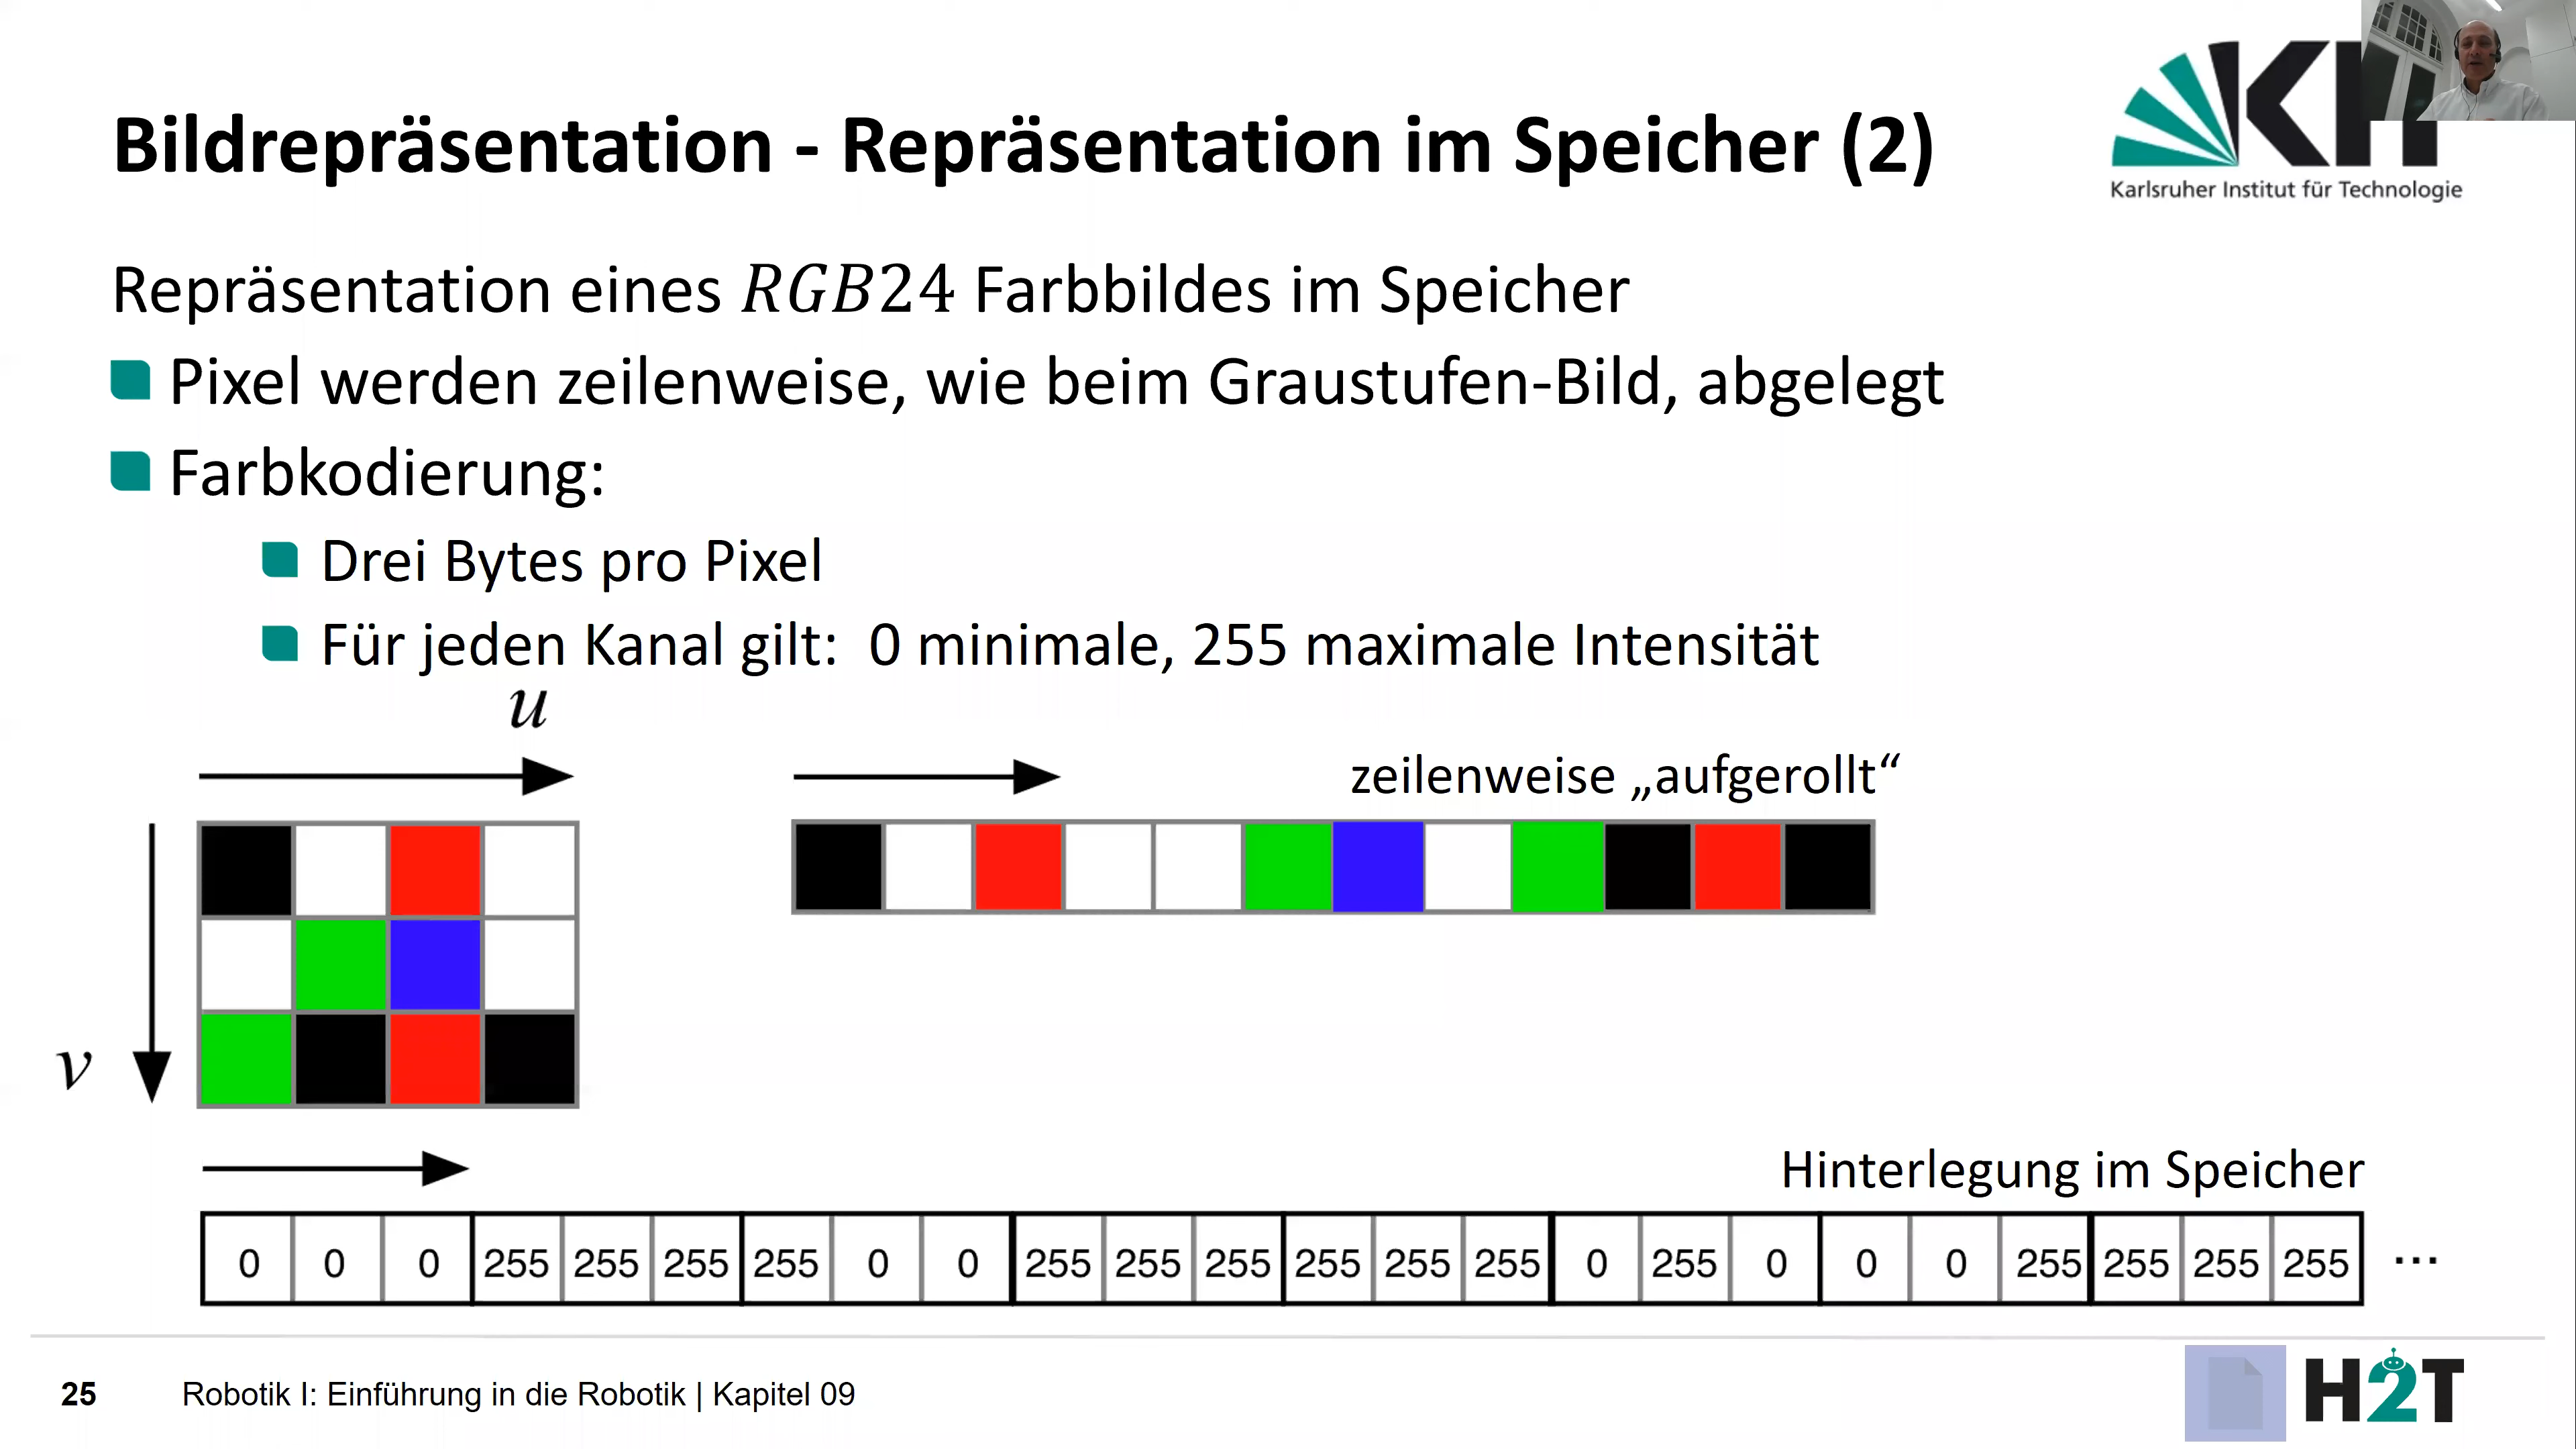 Bildrepräsentation - Repräsentation im Speicher (2)
Karlsruher Institut für Technologie
Repräsentation eines RGB24 Farbbildes im Speicher
Pixel werden zeilenweise, wie beim Graustufen-Bild, abgelegt
Farbkodierung:
Drei Bytes pro Pixel
Für jeden Kanal gilt: 0 minimale, 255 maximale Intensität
u
zeilenweise „aufgerollt“
v
Hinterlegung im Speicher
0 0 0 255 255 255 255 0 0 255 255 255 255 255 255 0 255 0 0 0 255 255 255 255 ...
25 Robotik I: Einführung in die Robotik | Kapitel 09
H2T